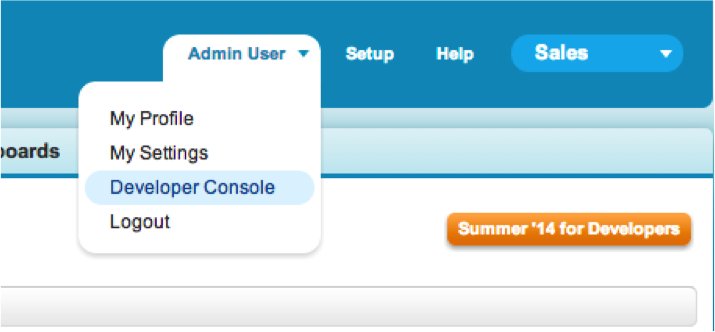 Admin User
Setup
Help
Sales
My Profile
My Settings
Developer Console
Logout
boards
Summer '14 for Developers